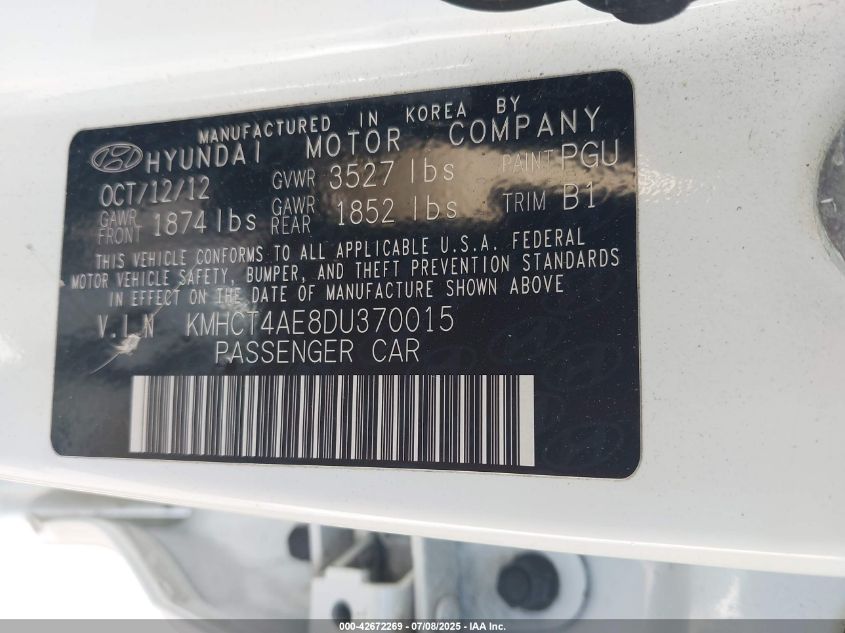 MANUFACTURED IN KOREA BY
HYUNDAI MOTOR COMPANY
OCT/12/12 GVWR 3527 lbs PAINT PGU
GAWR FRONT 1874 lbs GAWR REAR 1852 lbs TRIM B1
THIS VEHICLE CONFORMS TO ALL APPLICABLE U.S.A. FEDERAL
MOTOR VEHICLE SAFETY, BUMPER, AND THEFT PREVENTION STANDARDS
IN EFFECT ON THE DATE OF MANUFACTURE SHOWN ABOVE.
V.I.N KMHCT4AE8DU370015
PASSENGER CAR
000-42672269 - 07/08/2025 - IAA Inc.